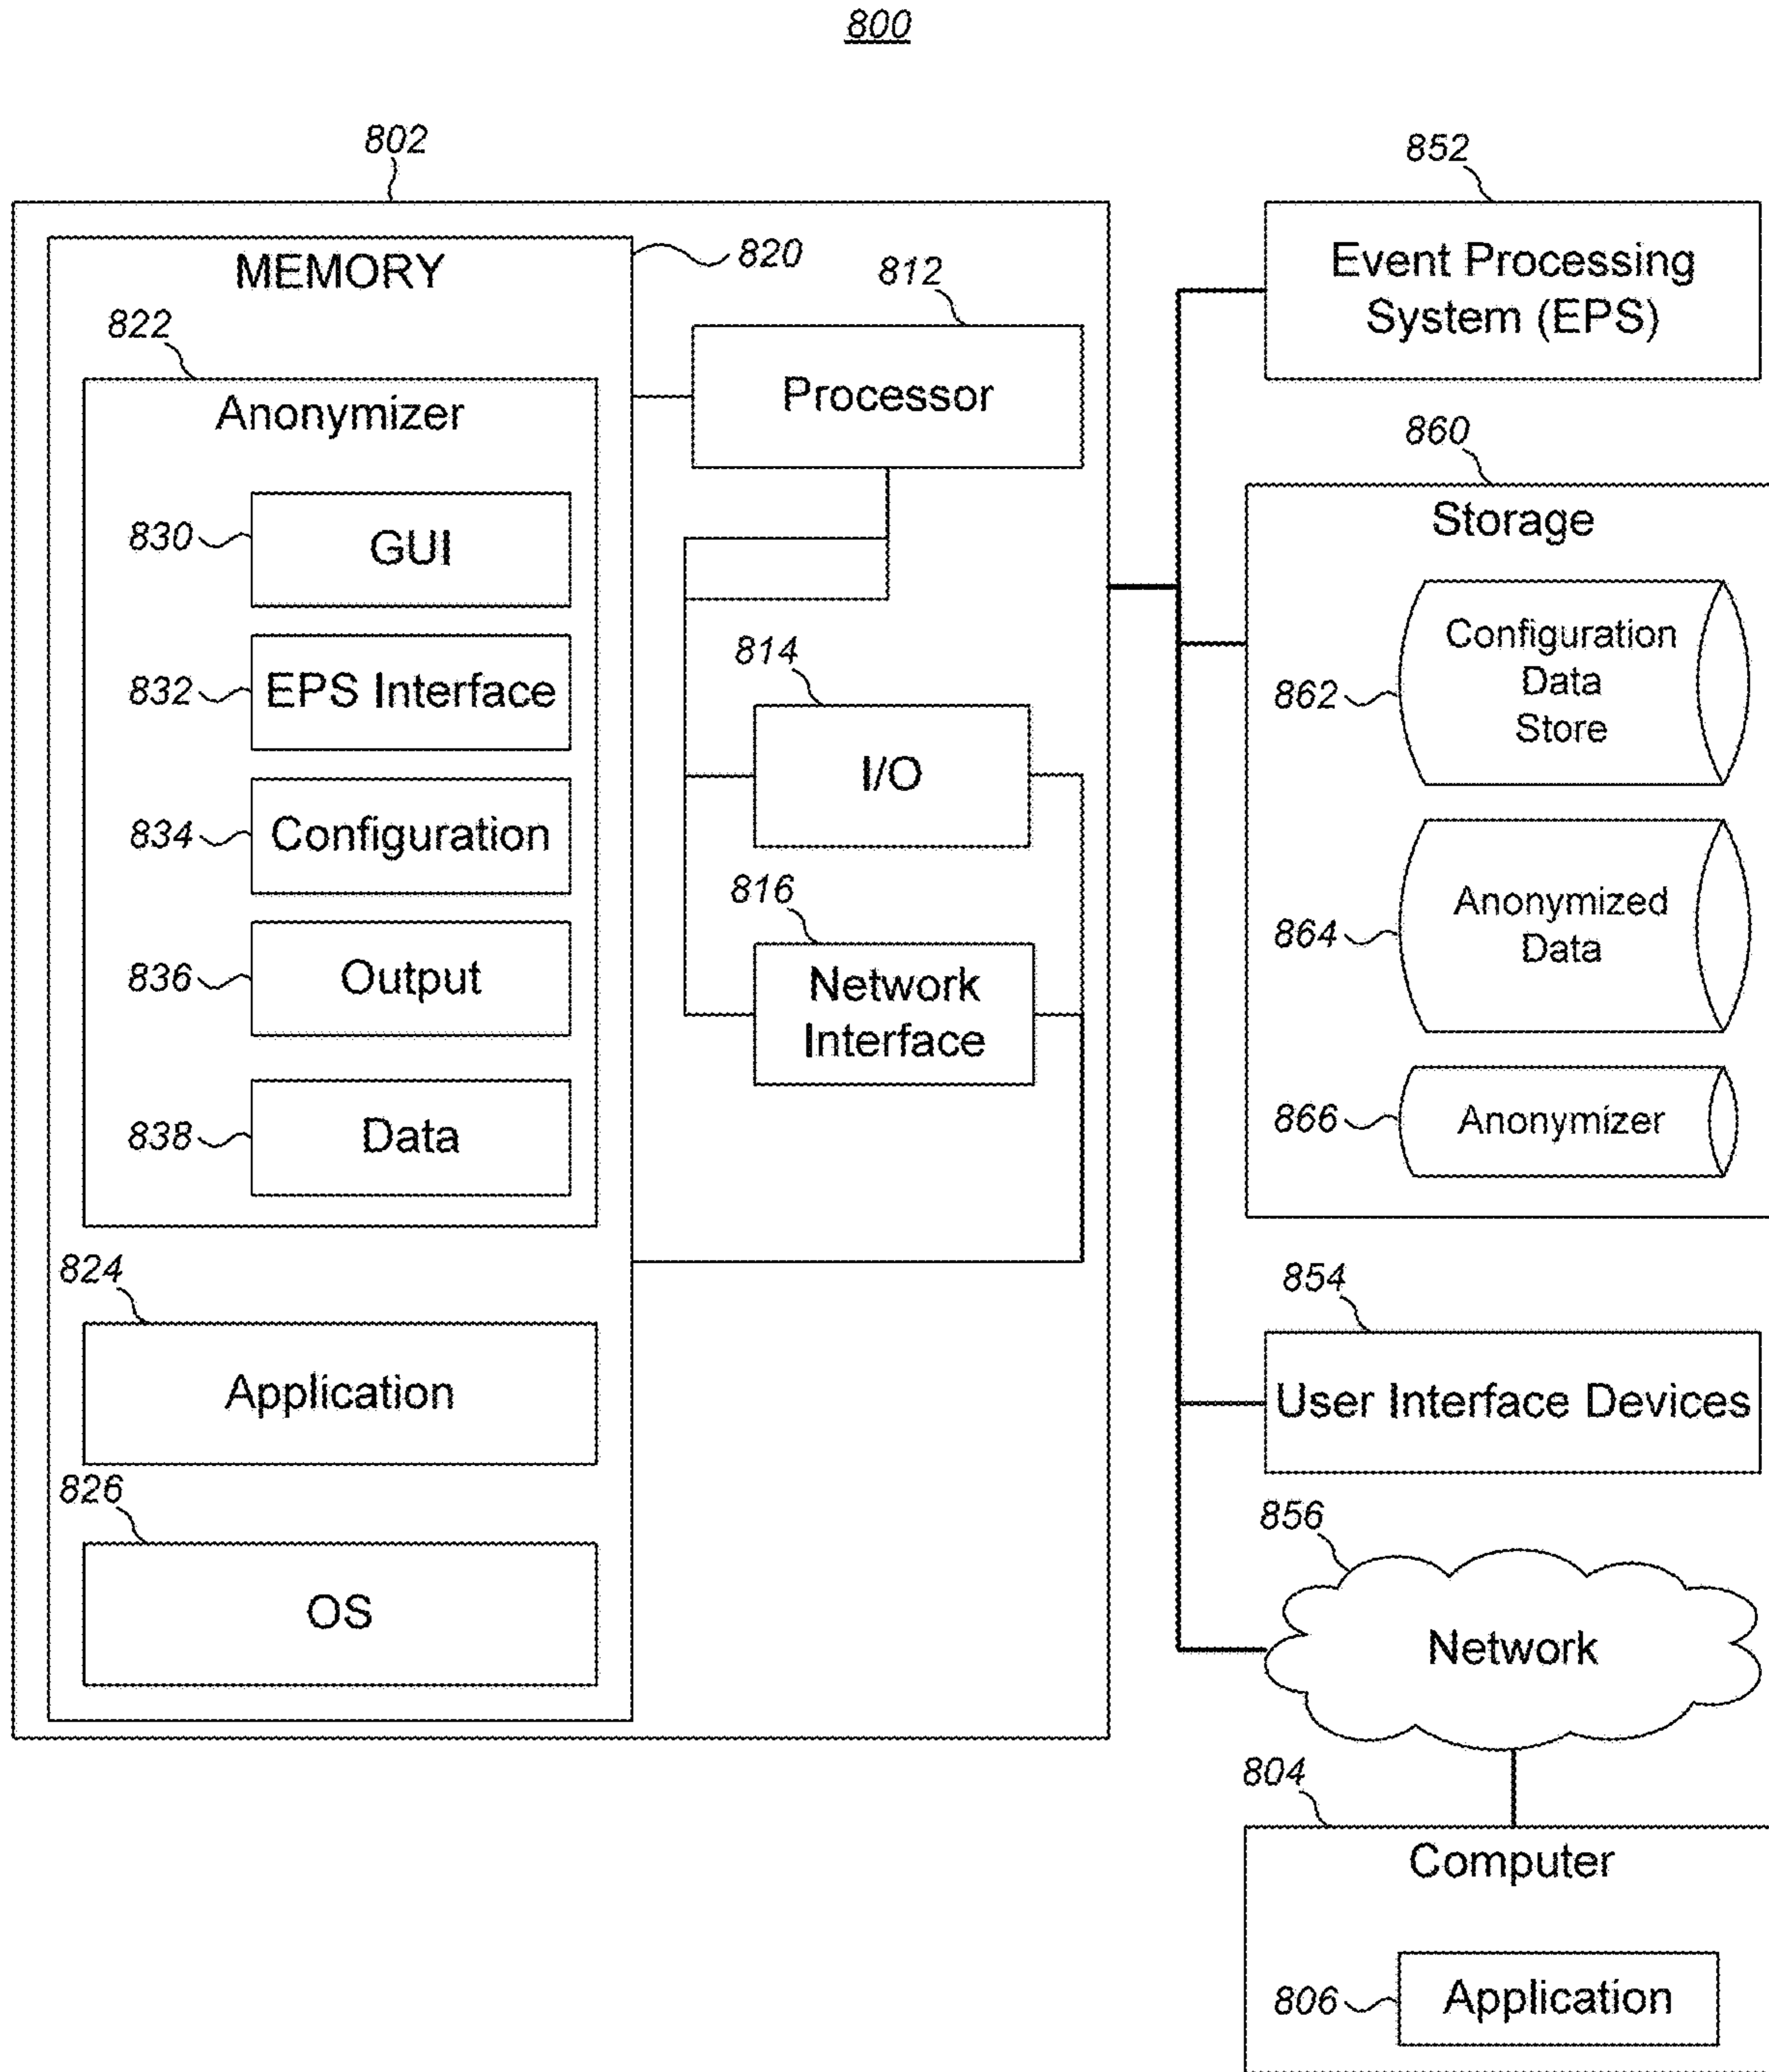 800
802
MEMORY
820
822
Anonymizer
830
GUI
832
EPS Interface
834
Configuration
836
Output
838
Data
824
Application
826
OS
812
Processor
814
I/O
816
Network
Interface
852
Event Processing
System (EPS)
860
Storage
862
Configuration
Data
Store
864
Anonymized
Data
866
Anonymizer
854
User Interface Devices
856
Network
804
Computer
806
Application